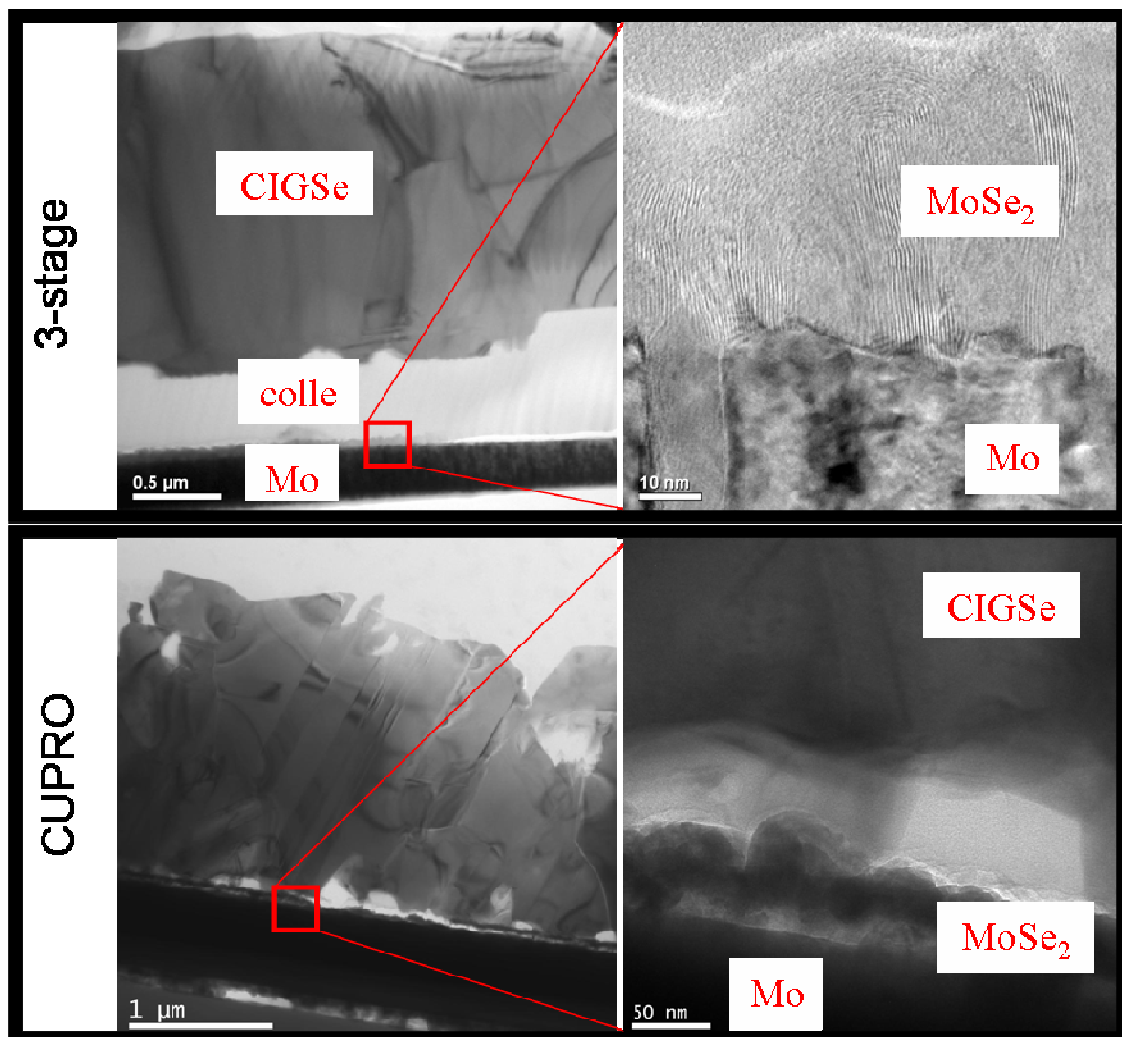 3-stage
CIGSe
colle
Mo
0.5 µm
MoSe₂
Mo
10 nm
CUPRO
1 µm
CIGSe
MoSe₂
Mo
50 nm